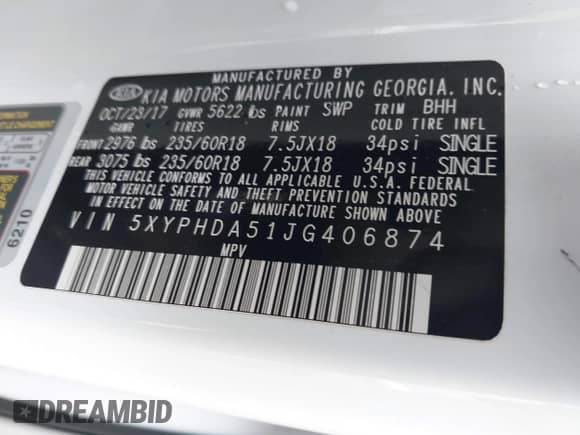 MANUFACTURED BY
KIA KIA MOTORS MANUFACTURING GEORGIA, INC.
OCT/23/17 GVWR 5622 lbs PAINT SWP TRIM BHH
GAWR TIRES RIMS COLD TIRE INFL
FRONT 2976 lbs 235/60R18 7.5JX18 34psi SINGLE
REAR 3075 lbs 235/60R18 7.5JX18 34psi SINGLE
THIS VEHICLE CONFORMS TO ALL APPLICABLE U.S.A. FEDERAL
MOTOR VEHICLE SAFETY AND THEFT PREVENTION STANDARDS
IN EFFECT ON THE DATE OF MANUFACTURE SHOWN ABOVE.
VIN 5XYPHDA51JG406874
MPV
6210
DREAMBID